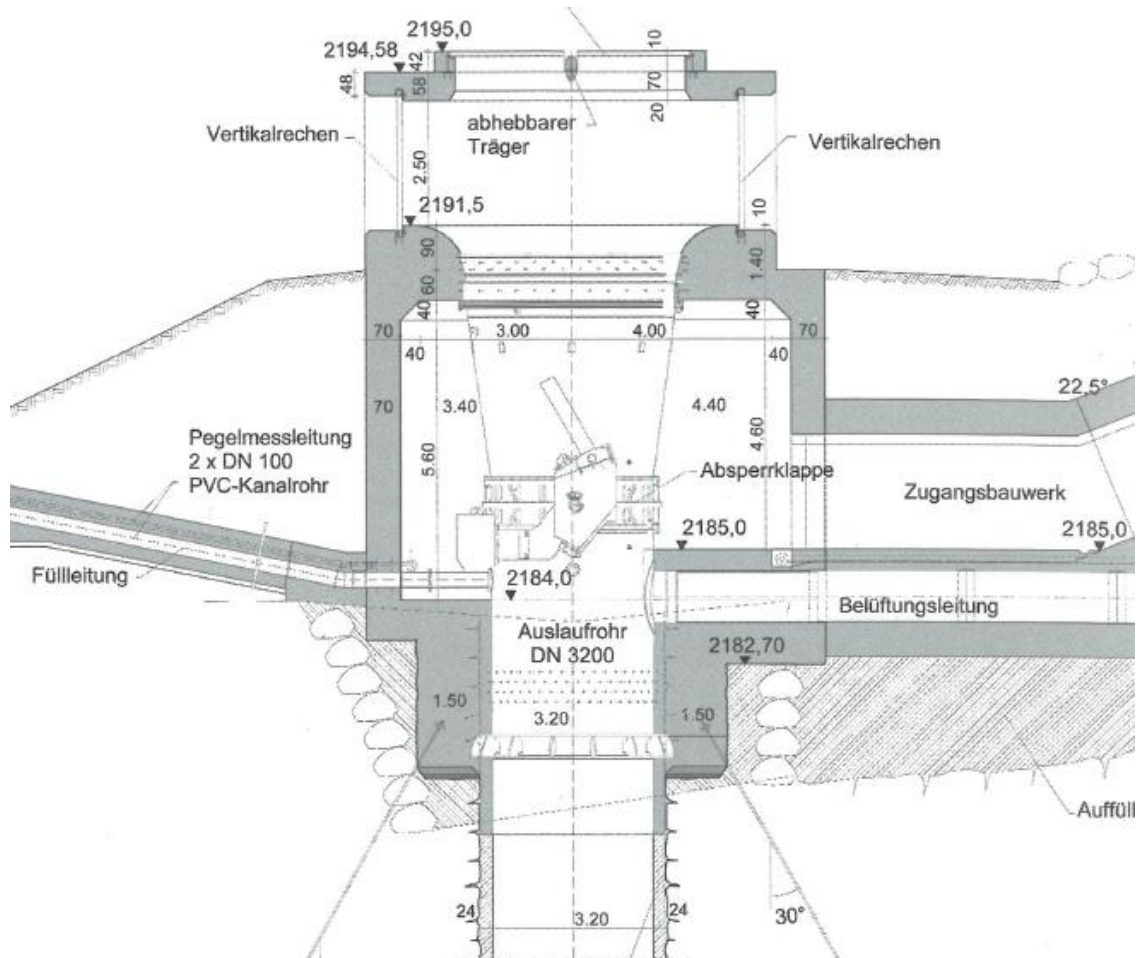 2195,0
2194,58
42
10
48
58
70
20
abhebbarer
Träger
Vertikalrechen
Vertikalrechen
2.50
2191,5
10
90
1.40
60
40
40
70
3.00
4.00
70
40
40
22,5°
70
3.40
4.40
Pegelmessleitung
2 x DN 100
PVC-Kanalrohr
5.60
4.60
Absperrklappe
Zugangsbauwerk
2185,0
2185,0
Füllleitung
2184,0
Belüftungsleitung
Auslaufrohr
DN 3200
2182,70
1.50
3.20
1.50
Auffüll
24
3.20
24
30°